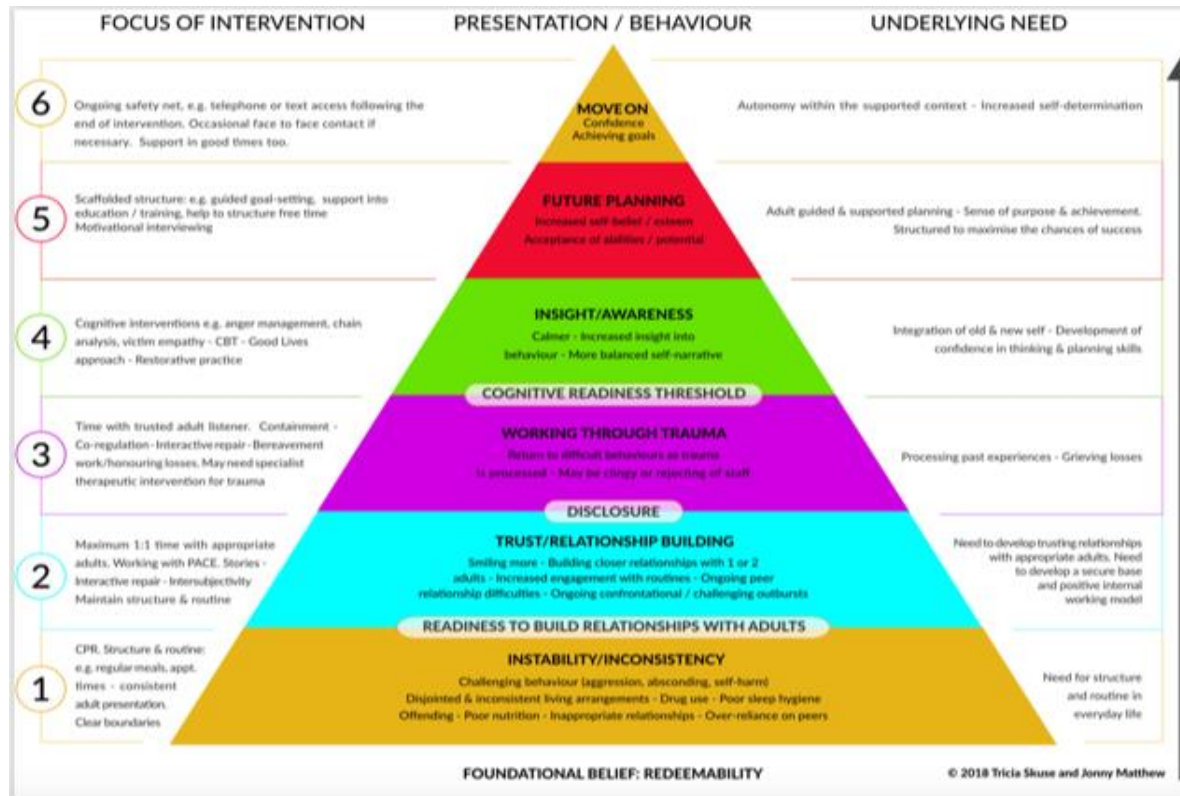 FOCUS OF INTERVENTION
PRESENTATION / BEHAVIOUR
UNDERLYING NEED
6
Ongoing safety net, e.g. telephone or text access following the
end of intervention. Occasional face to face contact if
necessary. Support in good times too.
MOVE ON
Confidence
Achieving goals
Autonomy within the supported context - Increased self-determination
5
Scaffolded structure: e.g. guided goal-setting, support into
education / training, help to structure free time
Motivational interviewing
FUTURE PLANNING
Increased self-belief / esteem
Acceptance of abilities / potential
Adult guided & supported planning - Sense of purpose & achievement.
Structured to maximise the chances of success
4
Cognitive interventions e.g. anger management, chain
analysis, victim empathy - CBT - Good Lives
approach - Restorative practice
INSIGHT/AWARENESS
Calmer - Increased insight into
behaviour - More balanced self-narrative
Integration of old & new self - Development of
confidence in thinking & planning skills
COGNITIVE READINESS THRESHOLD
3
Time with trusted adult listener. Containment -
Co-regulation - Interactive repair - Bereavement
work/honouring losses. May need specialist
therapeutic intervention for trauma
WORKING THROUGH TRAUMA
Return to difficult behaviours as trauma
is processed - May be clingy or rejecting of staff
Processing past experiences - Grieving losses
DISCLOSURE
2
Maximum 1:1 time with appropriate
adults. Working with PACE. Stories -
Interactive repair - Intersubjectivity
Maintain structure & routine
TRUST/RELATIONSHIP BUILDING
Smiling more - Building closer relationships with 1 or 2
adults - Increased engagement with routines - Ongoing peer
relationship difficulties - Ongoing confrontational / challenging outbursts
Need to develop trusting relationships
with appropriate adults. Need
to develop a secure base
and positive internal
working model
READINESS TO BUILD RELATIONSHIPS WITH ADULTS
1
CPR. Structure & routine:
e.g. regular meals, appt.
times - consistent
adult presentation.
Clear boundaries
INSTABILITY/INCONSISTENCY
Challenging behaviour (aggression, absconding, self-harm)
Disjointed & inconsistent living arrangements - Drug use - Poor sleep hygiene
Offending - Poor nutrition - Inappropriate relationships - Over-reliance on peers
Need for structure
and routine in
everyday life
FOUNDATIONAL BELIEF: REDEEMABILITY
© 2018 Tricia Skuse and Jonny Matthew